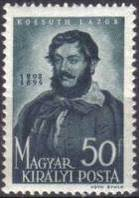 KOSSUTH LAJOS
1802
1894
MAGYAR 50
KIRÁLYI POSTA